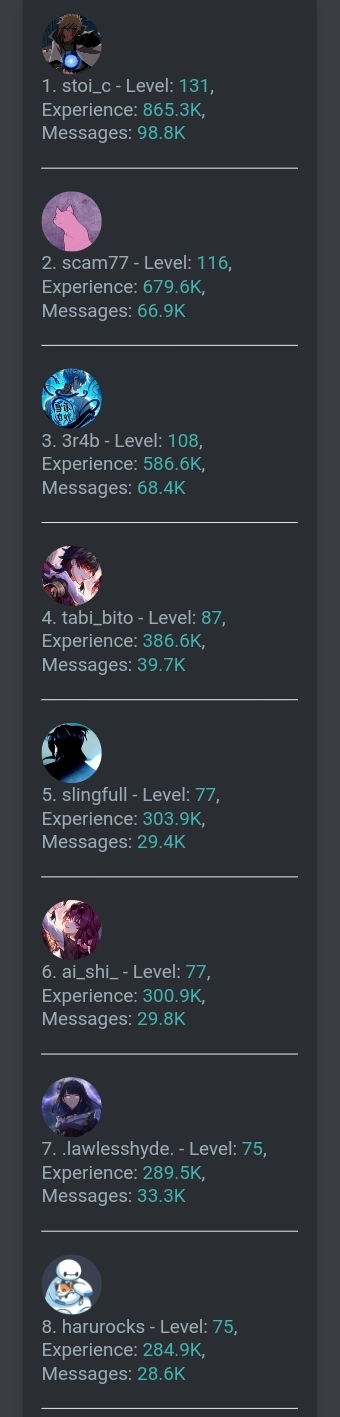 1. stoi_c - Level: 131,
Experience: 865.3K,
Messages: 98.8K
2. scam77 - Level: 116,
Experience: 679.6K,
Messages: 66.9K
3. 3r4b - Level: 108,
Experience: 586.6K,
Messages: 68.4K
4. tabi_bito - Level: 87,
Experience: 386.6K,
Messages: 39.7K
5. slingfull - Level: 77,
Experience: 303.9K,
Messages: 29.4K
6. ai_shi_ - Level: 77,
Experience: 300.9K,
Messages: 29.8K
7. .lawlesshyde. - Level: 75,
Experience: 289.5K,
Messages: 33.3K
8. harurocks - Level: 75,
Experience: 284.9K,
Messages: 28.6K